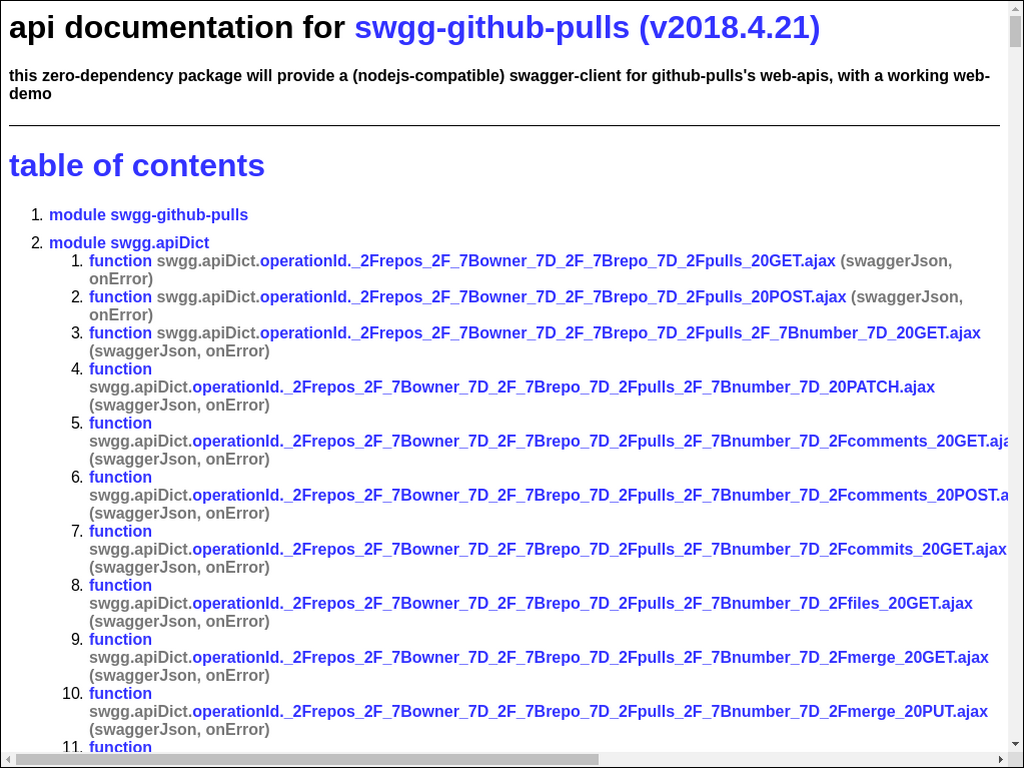 api documentation for swgg-github-pulls (v2018.4.21)
this zero-dependency package will provide a (nodejs-compatible) swagger-client for github-pulls's web-apis, with a working web-
demo
table of contents
1. module swgg-github-pulls
2. module swgg.apiDict
1. function swgg.apiDict.operationId._2Frepos_2F_7Bowner_7D_2F_7Brepo_7D_2Fpulls_20GET.ajax (swaggerJson,
onError)
2. function swgg.apiDict.operationId._2Frepos_2F_7Bowner_7D_2F_7Brepo_7D_2Fpulls_20POST.ajax (swaggerJson,
onError)
3. function swgg.apiDict.operationId._2Frepos_2F_7Bowner_7D_2F_7Brepo_7D_2Fpulls_2F_7Bnumber_7D_20GET.ajax
(swaggerJson, onError)
4. function
swgg.apiDict.operationId._2Frepos_2F_7Bowner_7D_2F_7Brepo_7D_2Fpulls_2F_7Bnumber_7D_20PATCH.ajax
(swaggerJson, onError)
5. function
swgg.apiDict.operationId._2Frepos_2F_7Bowner_7D_2F_7Brepo_7D_2Fpulls_2F_7Bnumber_7D_2Fcomments_20GET.aja
(swaggerJson, onError)
6. function
swgg.apiDict.operationId._2Frepos_2F_7Bowner_7D_2F_7Brepo_7D_2Fpulls_2F_7Bnumber_7D_2Fcomments_20POST.a
(swaggerJson, onError)
7. function
swgg.apiDict.operationId._2Frepos_2F_7Bowner_7D_2F_7Brepo_7D_2Fpulls_2F_7Bnumber_7D_2Fcommits_20GET.ajax
(swaggerJson, onError)
8. function
swgg.apiDict.operationId._2Frepos_2F_7Bowner_7D_2F_7Brepo_7D_2Fpulls_2F_7Bnumber_7D_2Ffiles_20GET.ajax
(swaggerJson, onError)
9. function
swgg.apiDict.operationId._2Frepos_2F_7Bowner_7D_2F_7Brepo_7D_2Fpulls_2F_7Bnumber_7D_2Fmerge_20GET.ajax
(swaggerJson, onError)
10. function
swgg.apiDict.operationId._2Frepos_2F_7Bowner_7D_2F_7Brepo_7D_2Fpulls_2F_7Bnumber_7D_2Fmerge_20PUT.ajax
(swaggerJson, onError)
11. function